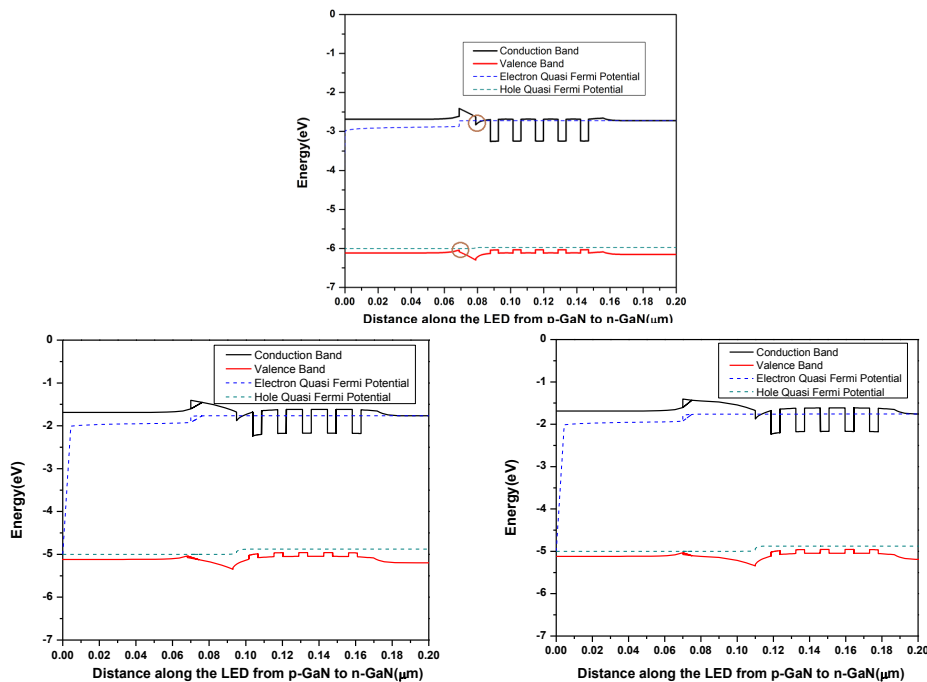 0
-1
-2
-3
-4
-5
-6
-7
Energy(eV)
Conduction Band
Valence Band
Electron Quasi Fermi Potential
Hole Quasi Fermi Potential
0.00 0.02 0.04 0.06 0.08 0.10 0.12 0.14 0.16 0.18 0.20
Distance along the LED from p-GaN to n-GaN(μm)
0
-1
-2
-3
-4
-5
-6
-7
Energy(eV)
Conduction Band
Valence Band
Electron Quasi Fermi Potential
Hole Quasi Fermi Potential
0.00 0.02 0.04 0.06 0.08 0.10 0.12 0.14 0.16 0.18 0.20
Distance along the LED from p-GaN to n-GaN(μm)
0
-1
-2
-3
-4
-5
-6
-7
Energy(eV)
Conduction Band
Valence Band
Electron Quasi Fermi Potential
Hole Quasi Fermi Potential
0.00 0.02 0.04 0.06 0.08 0.10 0.12 0.14 0.16 0.18 0.20
Distance along the LED from p-GaN to n-GaN(μm)